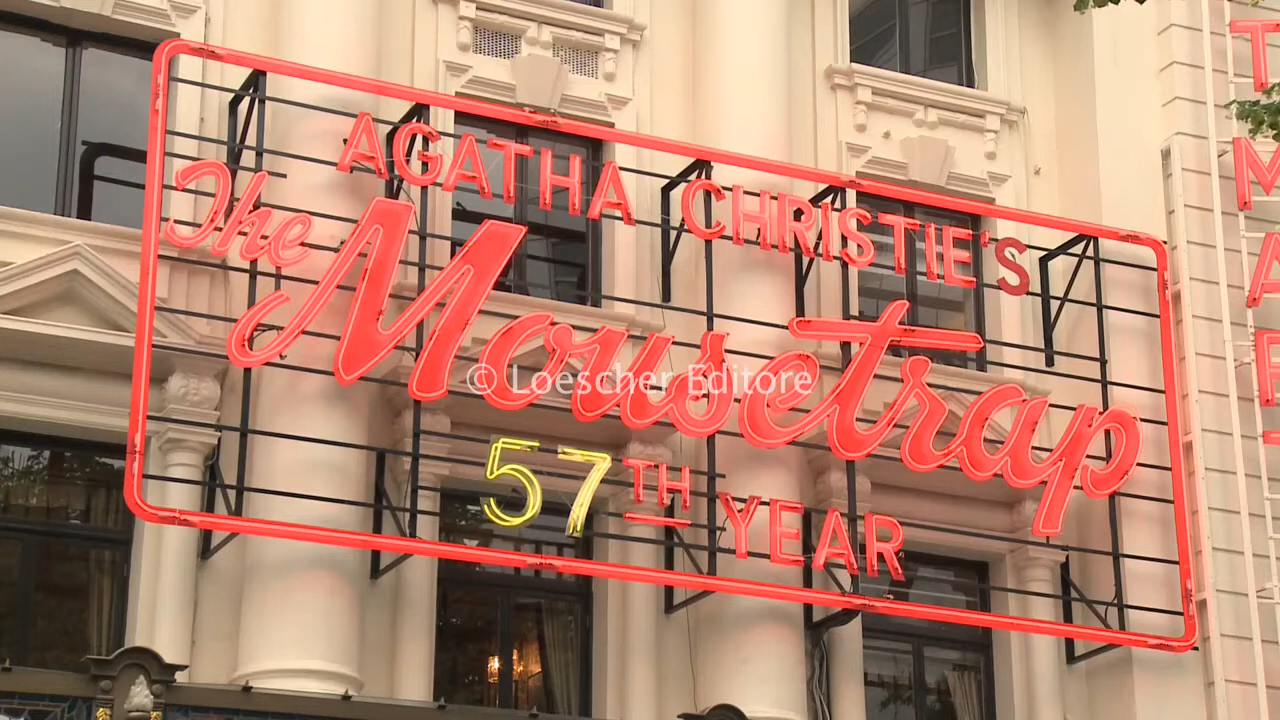 AGATHA CHRISTIE'S
The Mousetrap
57TH YEAR
© Loescher Editore